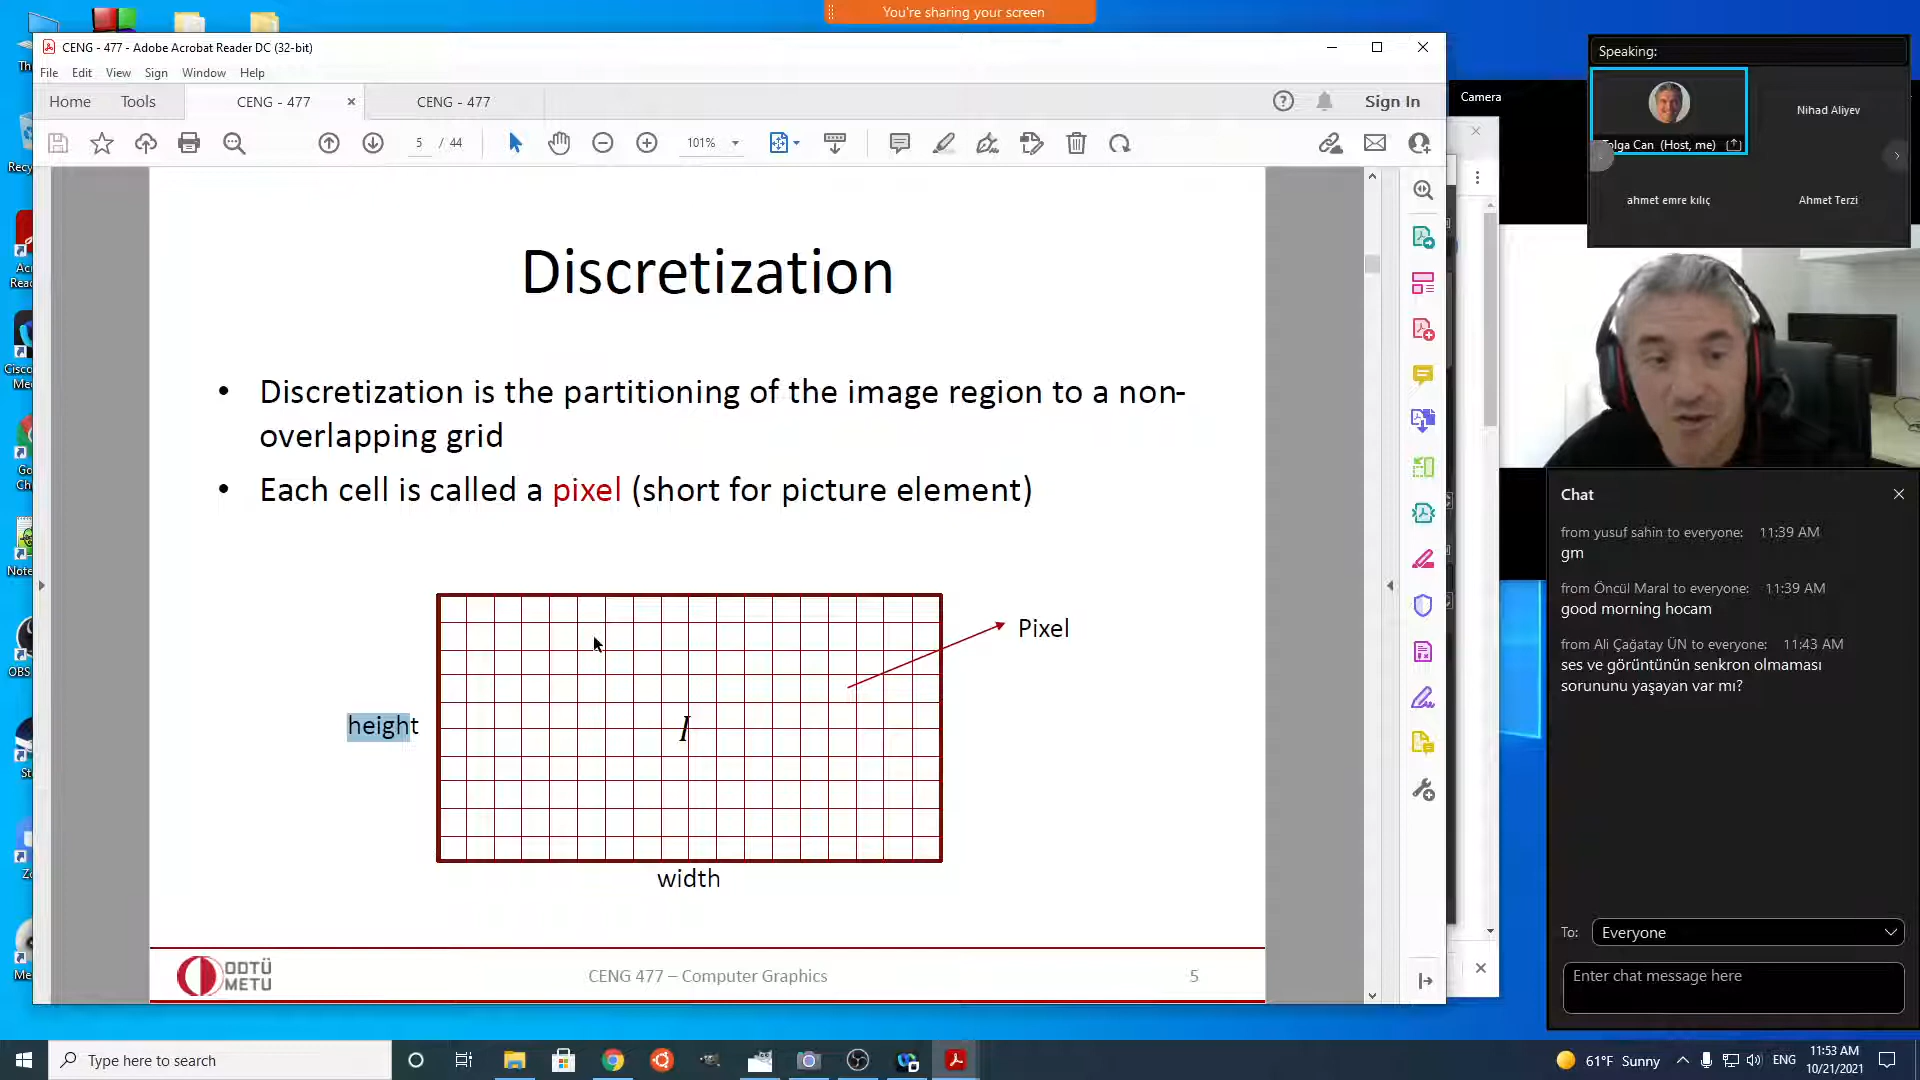 You're sharing your screen
CENG - 477 - Adobe Acrobat Reader DC (32-bit)
File Edit View Sign Window Help
Home Tools CENG - 477 × CENG - 477
Sign In
5 / 44
101%
Discretization
• Discretization is the partitioning of the image region to a non-
overlapping grid
• Each cell is called a pixel (short for picture element)
Pixel
height
I
width
ODTÜ
METU
CENG 477 – Computer Graphics
5
Camera
Speaking:
Nihad Aliyev
Tolga Can (Host, me)
ahmet emre kılıç
Ahmet Terzi
Chat
from yusuf sahin to everyone: 11:39 AM
gm
from Öncül Maral to everyone: 11:39 AM
good morning hocam
from Ali Çağatay ÜN to everyone: 11:43 AM
ses ve görüntünün senkron olmaması
sorununu yaşayan var mı?
To: Everyone
Enter chat message here
Type here to search
61°F Sunny
ENG
11:53 AM
10/21/2021